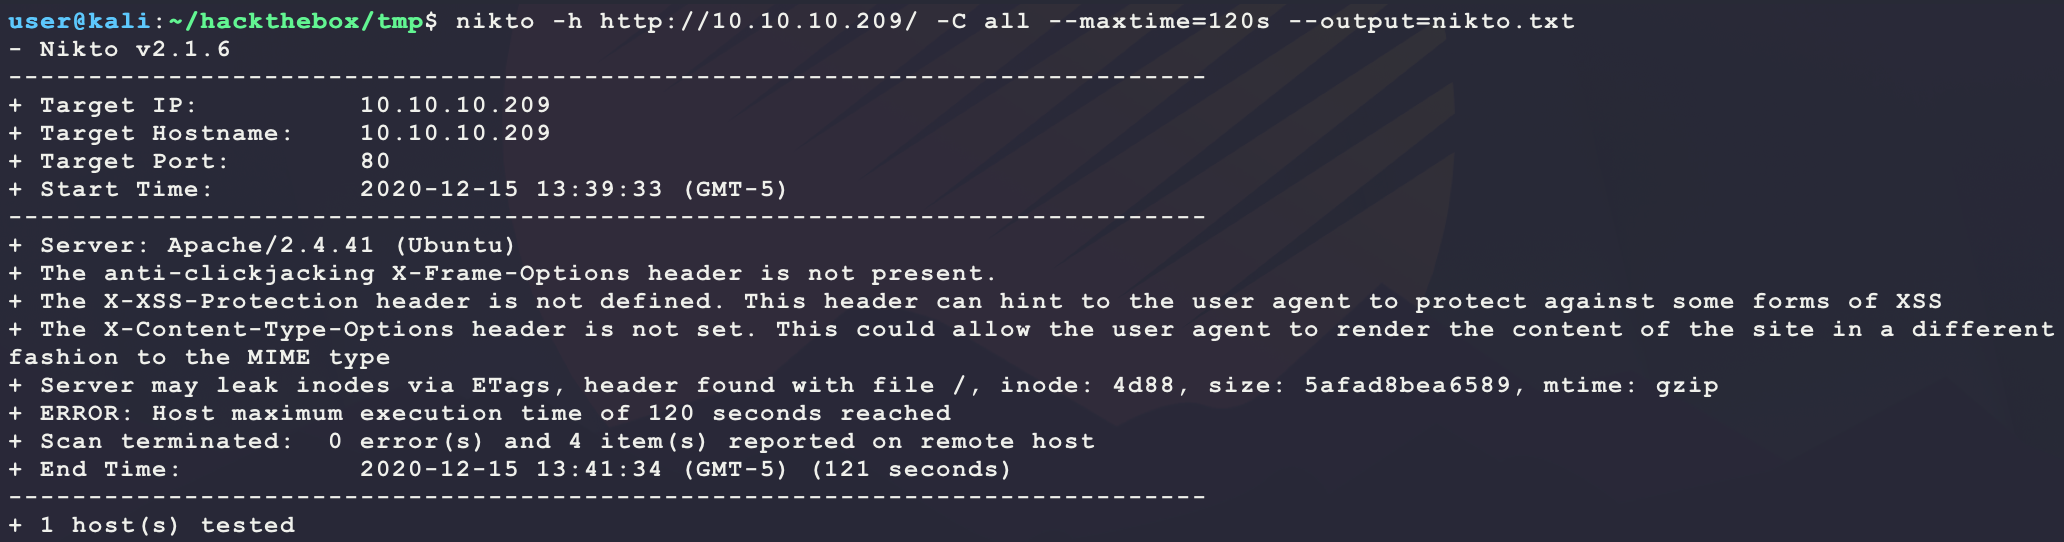 user@kali:~/hackthebox/tmp$ nikto -h http://10.10.10.209/ -C all --maxtime=120s --output=nikto.txt
- Nikto v2.1.6
---------------------------------------------------------------------------
+ Target IP:          10.10.10.209
+ Target Hostname:    10.10.10.209
+ Target Port:        80
+ Start Time:         2020-12-15 13:39:33 (GMT-5)
---------------------------------------------------------------------------
+ Server: Apache/2.4.41 (Ubuntu)
+ The anti-clickjacking X-Frame-Options header is not present.
+ The X-XSS-Protection header is not defined. This header can hint to the user agent to protect against some forms of XSS
+ The X-Content-Type-Options header is not set. This could allow the user agent to render the content of the site in a different
fashion to the MIME type
+ Server may leak inodes via ETags, header found with file /, inode: 4d88, size: 5afad8bea6589, mtime: gzip
+ ERROR: Host maximum execution time of 120 seconds reached
+ Scan terminated:  0 error(s) and 4 item(s) reported on remote host
+ End Time:           2020-12-15 13:41:34 (GMT-5) (121 seconds)
---------------------------------------------------------------------------
+ 1 host(s) tested